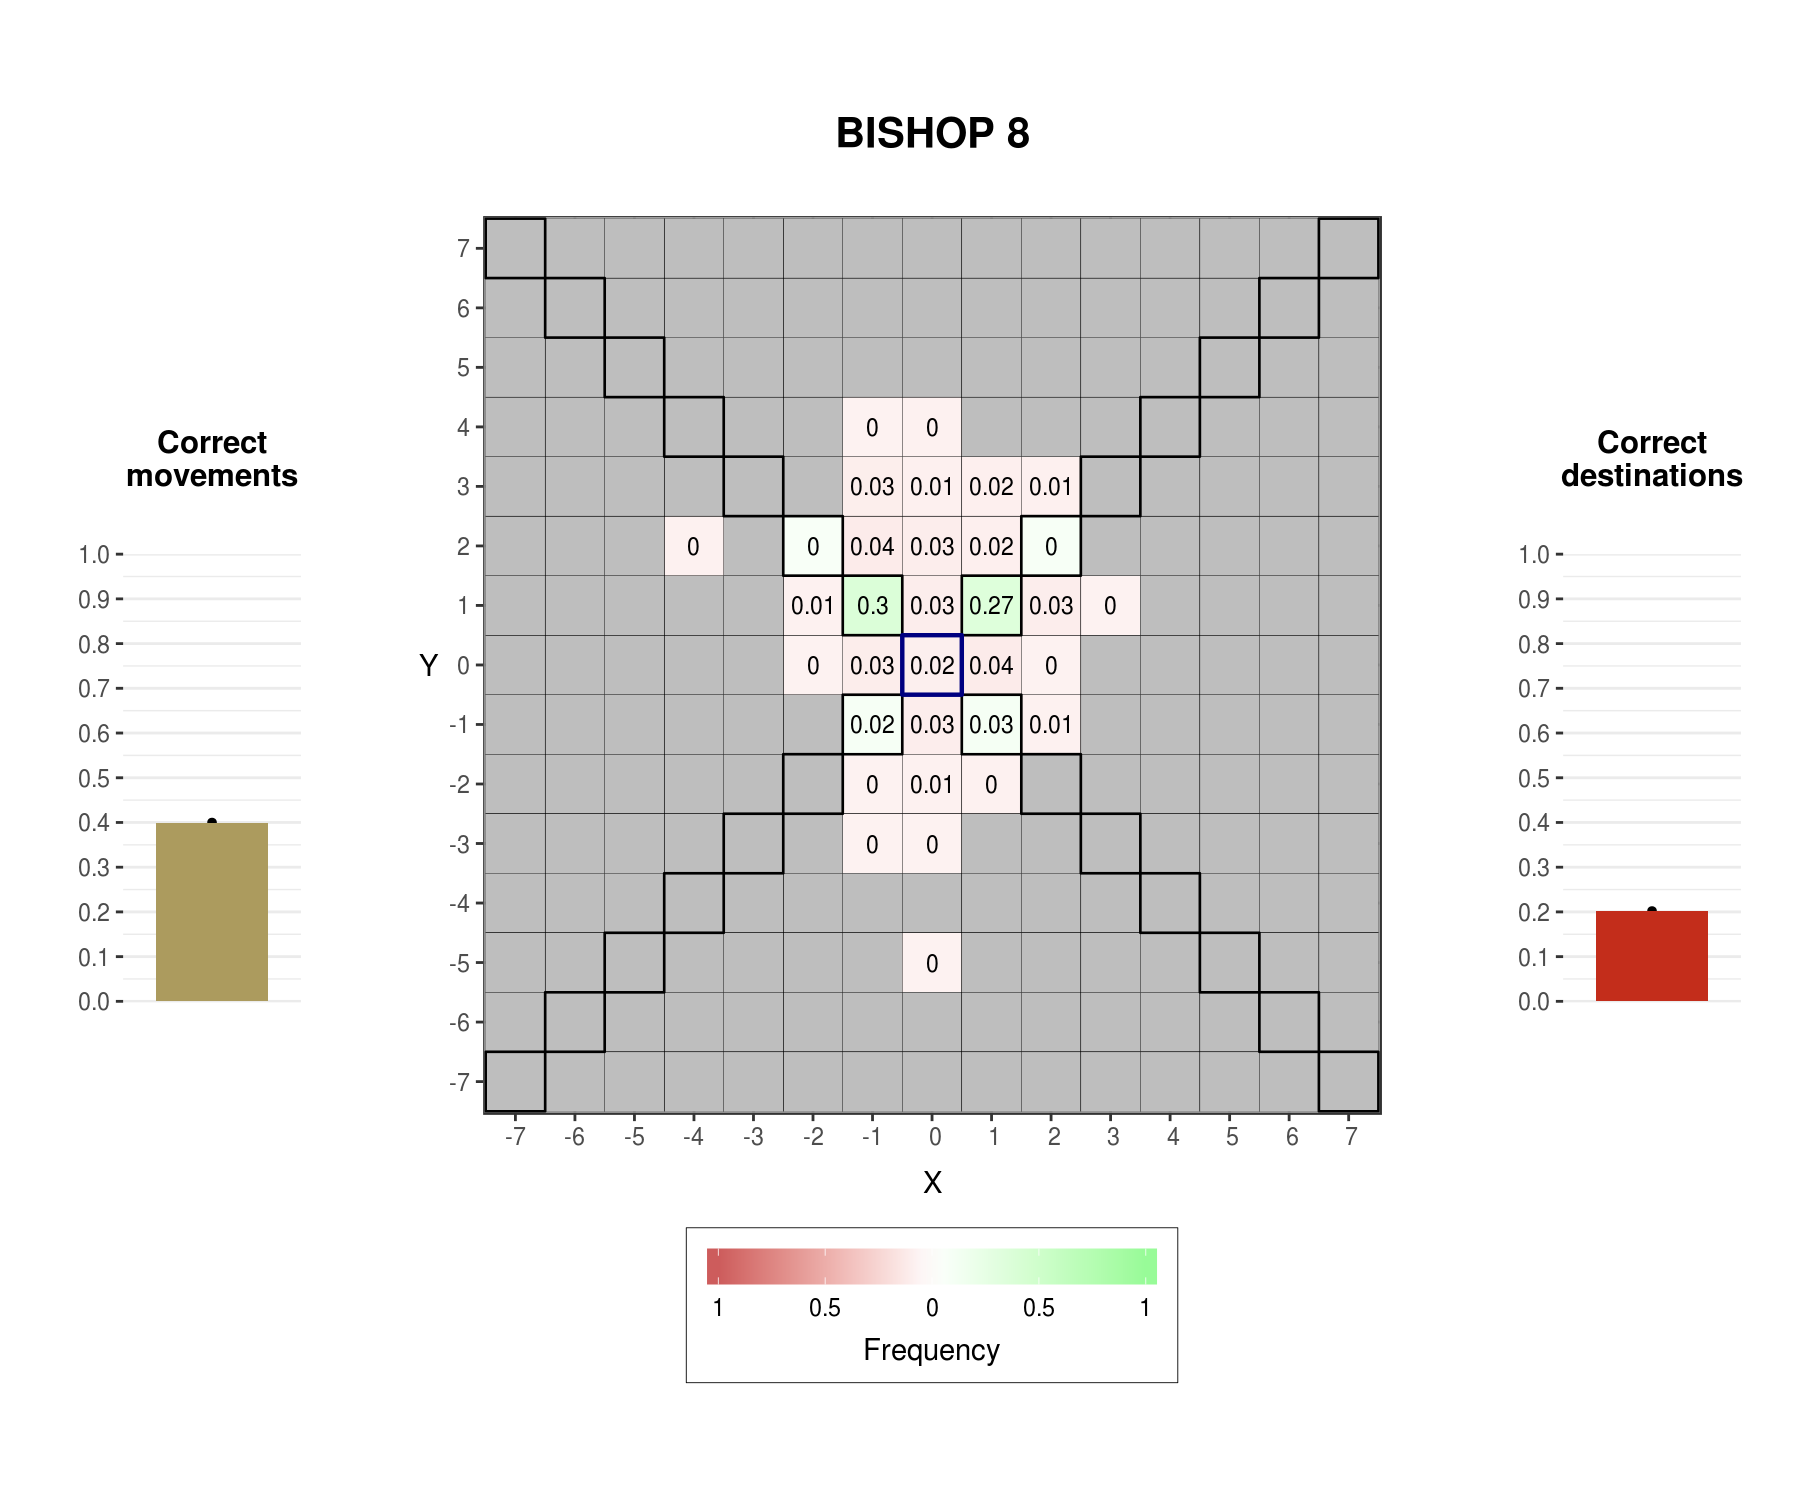 BISHOP 8
Correct
movements
1.0
0.9
0.8
0.7
0.6
0.5
0.4
0.3
0.2
0.1
0.0
7
6
5
4 0 0
3 0.03 0.01 0.02 0.01
2 0 0 0.04 0.03 0.02 0
1 0.01 0.3 0.03 0.27 0.03 0
Y 0 0 0.03 0.02 0.04 0
-1 0.02 0.03 0.03 0.01
-2 0 0.01 0
-3 0 0
-4
-5 0
-6
-7
-7 -6 -5 -4 -3 -2 -1 0 1 2 3 4 5 6 7
X
1 0.5 0 0.5 1
Frequency
Correct
destinations
1.0
0.9
0.8
0.7
0.6
0.5
0.4
0.3
0.2
0.1
0.0